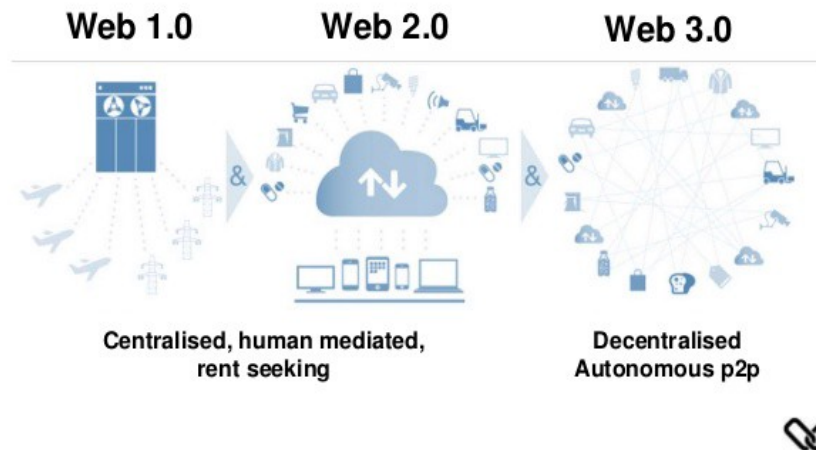 Web 1.0
Web 2.0
Web 3.0
&
&
Centralised, human mediated,
rent seeking
Decentralised
Autonomous p2p